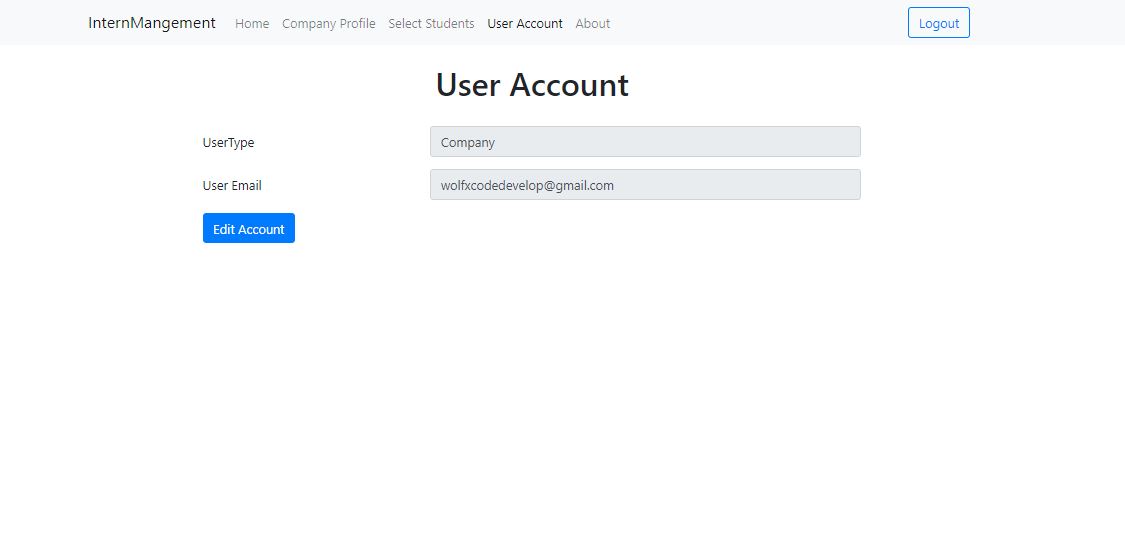 InternMangement Home Company Profile Select Students User Account About Logout
User Account
UserType Company
User Email wolfxcodedevelop@gmail.com
Edit Account